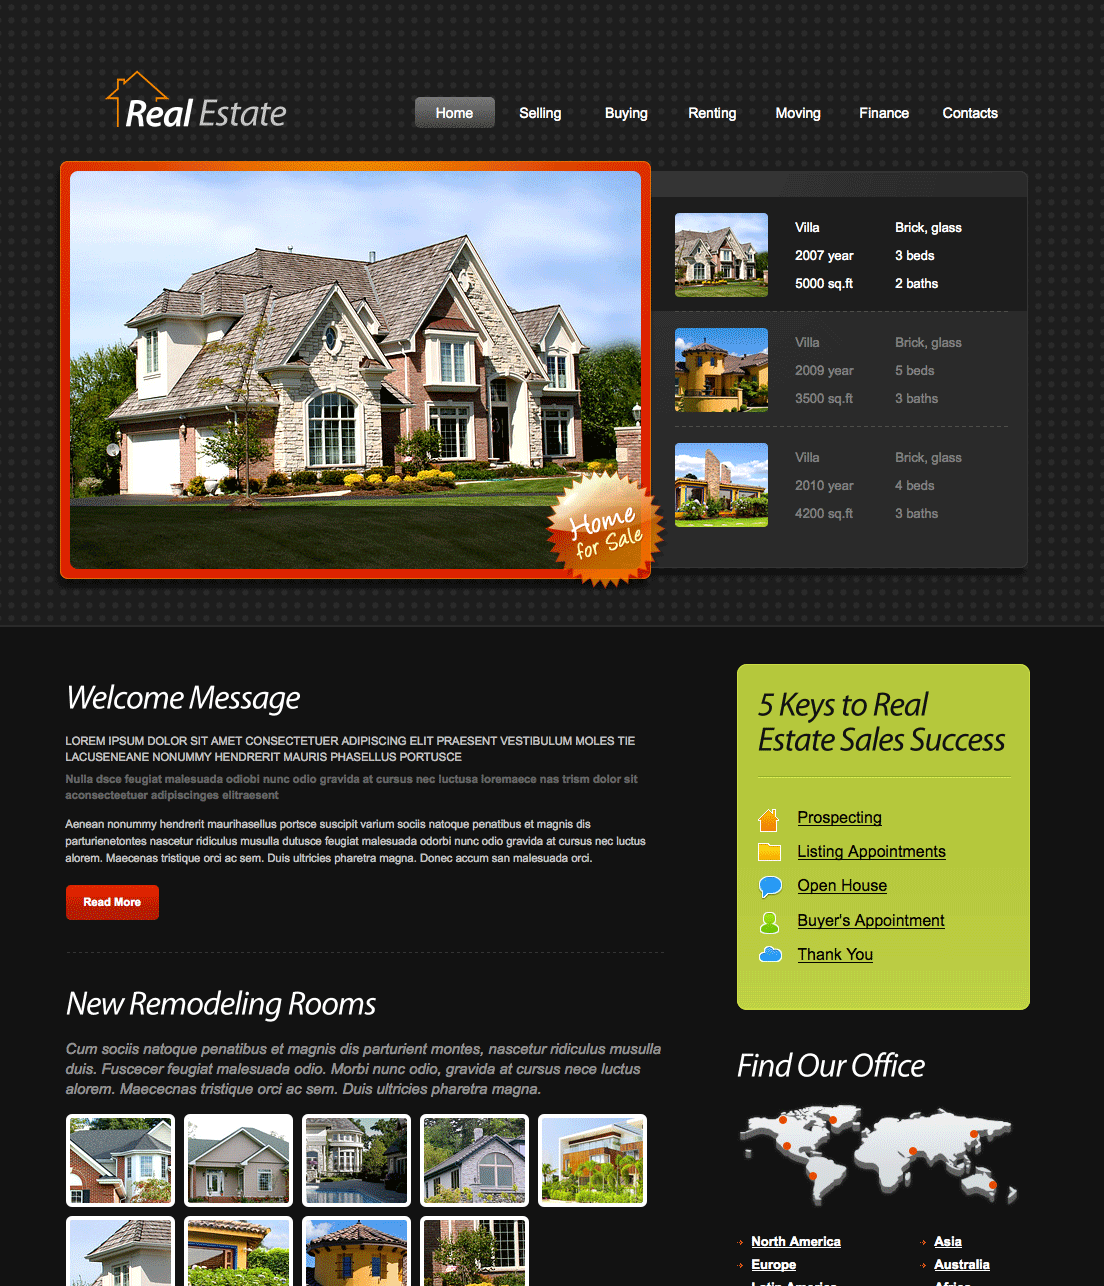 Real Estate
Home Selling Buying Renting Moving Finance Contacts
Villa Brick, glass
2007 year 3 beds
5000 sq.ft 2 baths
Villa Brick, glass
2009 year 5 beds
3500 sq.ft 3 baths
Villa Brick, glass
2010 year 4 beds
4200 sq.ft 3 baths
Home
for Sale
Welcome Message
LOREM IPSUM DOLOR SIT AMET CONSECTETUER ADIPISCING ELIT PRAESENT VESTIBULUM MOLES TIE
LACUSENEANE NONUMMY HENDRERIT MAURIS PHASELLUS PORTUSCE
Nulla dsce feugiat malesuada odiobi nunc odio gravida at cursus nec luctusa loremaece nas trism dolor sit
aconsecteetuer adipiscinges elitraesent
Aenean nonummy hendrerit maurihasellus portsce suscipit varium sociis natoque penatibus et magnis dis
parturienetontes nascetur ridiculus musulla dutusce feugiat malesuada odorbi nunc odio gravida at cursus nec luctus
alorem. Maecenas tristique orci ac sem. Duis ultricies pharetra magna. Donec accum san malesuada orci.
Read More
New Remodeling Rooms
Cum sociis natoque penatibus et magnis dis parturient montes, nascetur ridiculus musulla
duis. Fuscecer feugiat malesuada odio. Morbi nunc odio, gravida at cursus nece luctus
alorem. Maececnas tristique orci ac sem. Duis ultricies pharetra magna.
5 Keys to Real
Estate Sales Success
Prospecting
Listing Appointments
Open House
Buyer's Appointment
Thank You
Find Our Office
North America Asia
Europe Australia
Latin America Africa